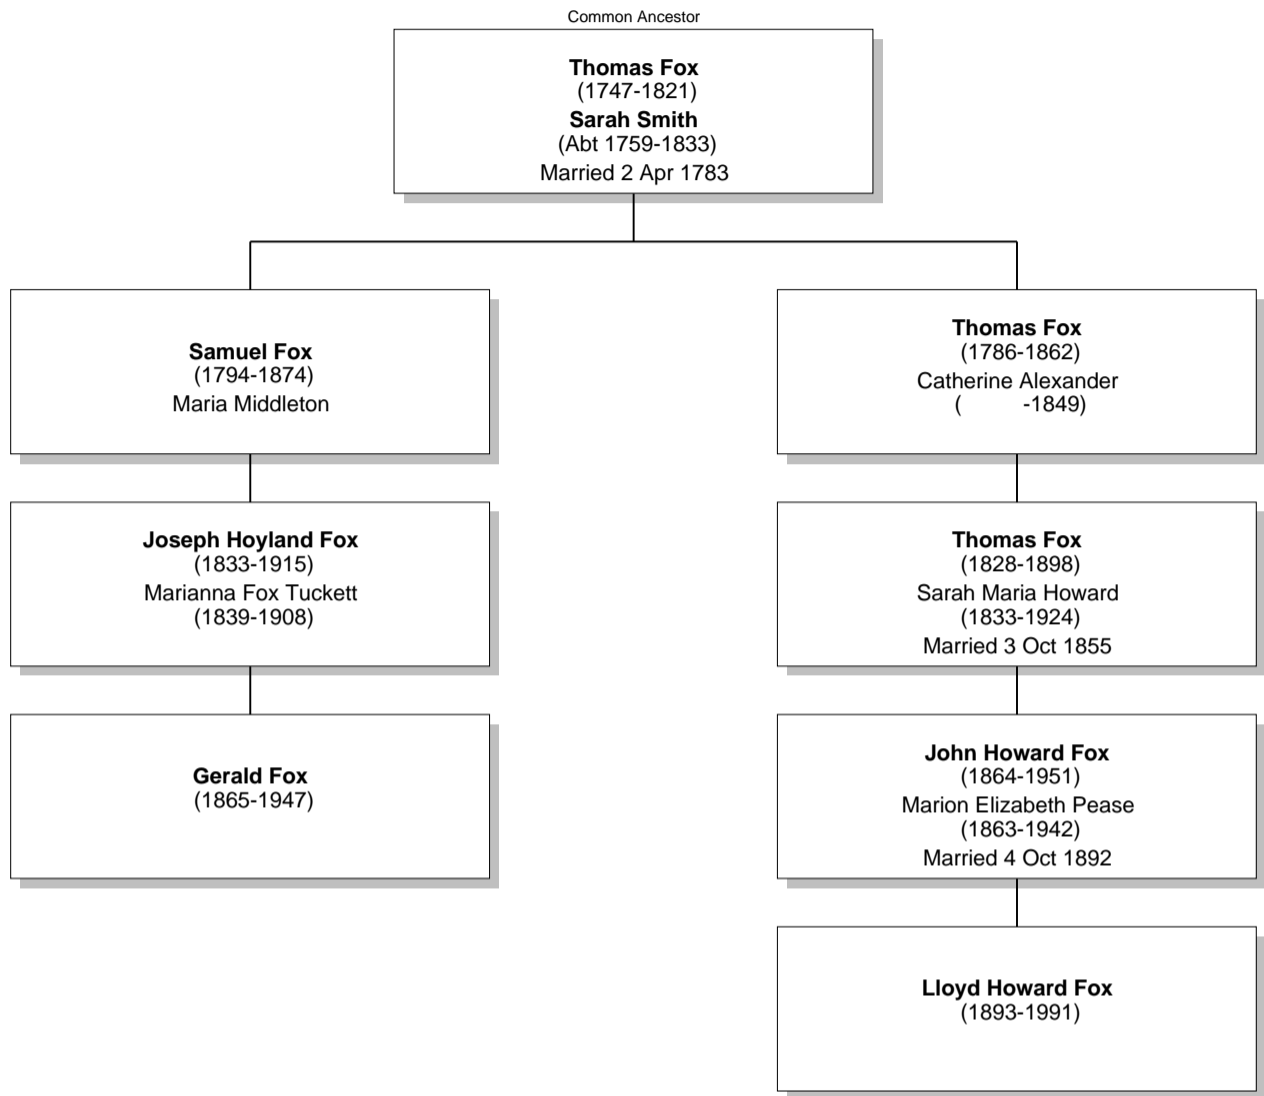 Common Ancestor
Thomas Fox
(1747-1821)
Sarah Smith
(Abt 1759-1833)
Married 2 Apr 1783
Samuel Fox
(1794-1874)
Maria Middleton
Thomas Fox
(1786-1862)
Catherine Alexander
(          -1849)
Joseph Hoyland Fox
(1833-1915)
Marianna Fox Tuckett
(1839-1908)
Thomas Fox
(1828-1898)
Sarah Maria Howard
(1833-1924)
Married 3 Oct 1855
Gerald Fox
(1865-1947)
John Howard Fox
(1864-1951)
Marion Elizabeth Pease
(1863-1942)
Married 4 Oct 1892
Lloyd Howard Fox
(1893-1991)